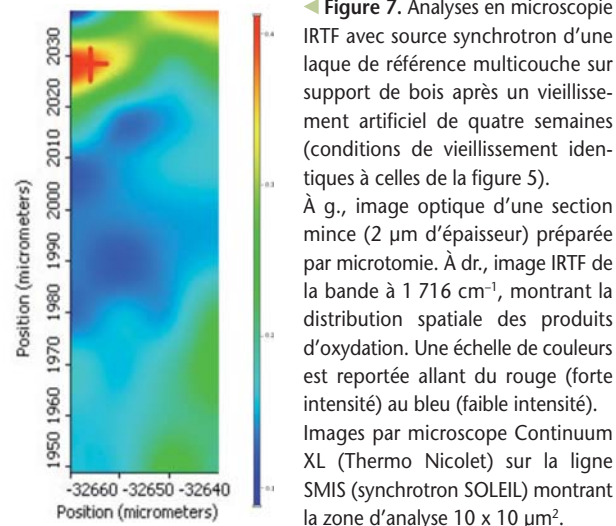 ◄ Figure 7. Analyses en microscopie
IRTF avec source synchrotron d'une
laque de référence multicouche sur
support de bois après un vieillisse-
ment artificiel de quatre semaines
(conditions de vieillissement iden-
tiques à celles de la figure 5).
À g., image optique d'une section
mince (2 µm d'épaisseur) préparée
par microtomie. À dr., image IRTF de
la bande à 1 716 cm⁻¹, montrant la
distribution spatiale des produits
d'oxydation. Une échelle de couleurs
est reportée allant du rouge (forte
intensité) au bleu (faible intensité).
Images par microscope Continuum
XL (Thermo Nicolet) sur la ligne
SMIS (synchrotron SOLEIL) montrant
la zone d'analyse 10 x 10 µm².
Position (micrometers)
2030
2020
2010
2000
1990
1980
1970
1960
1950
-32660 -32650 -32640
Position (micrometers)